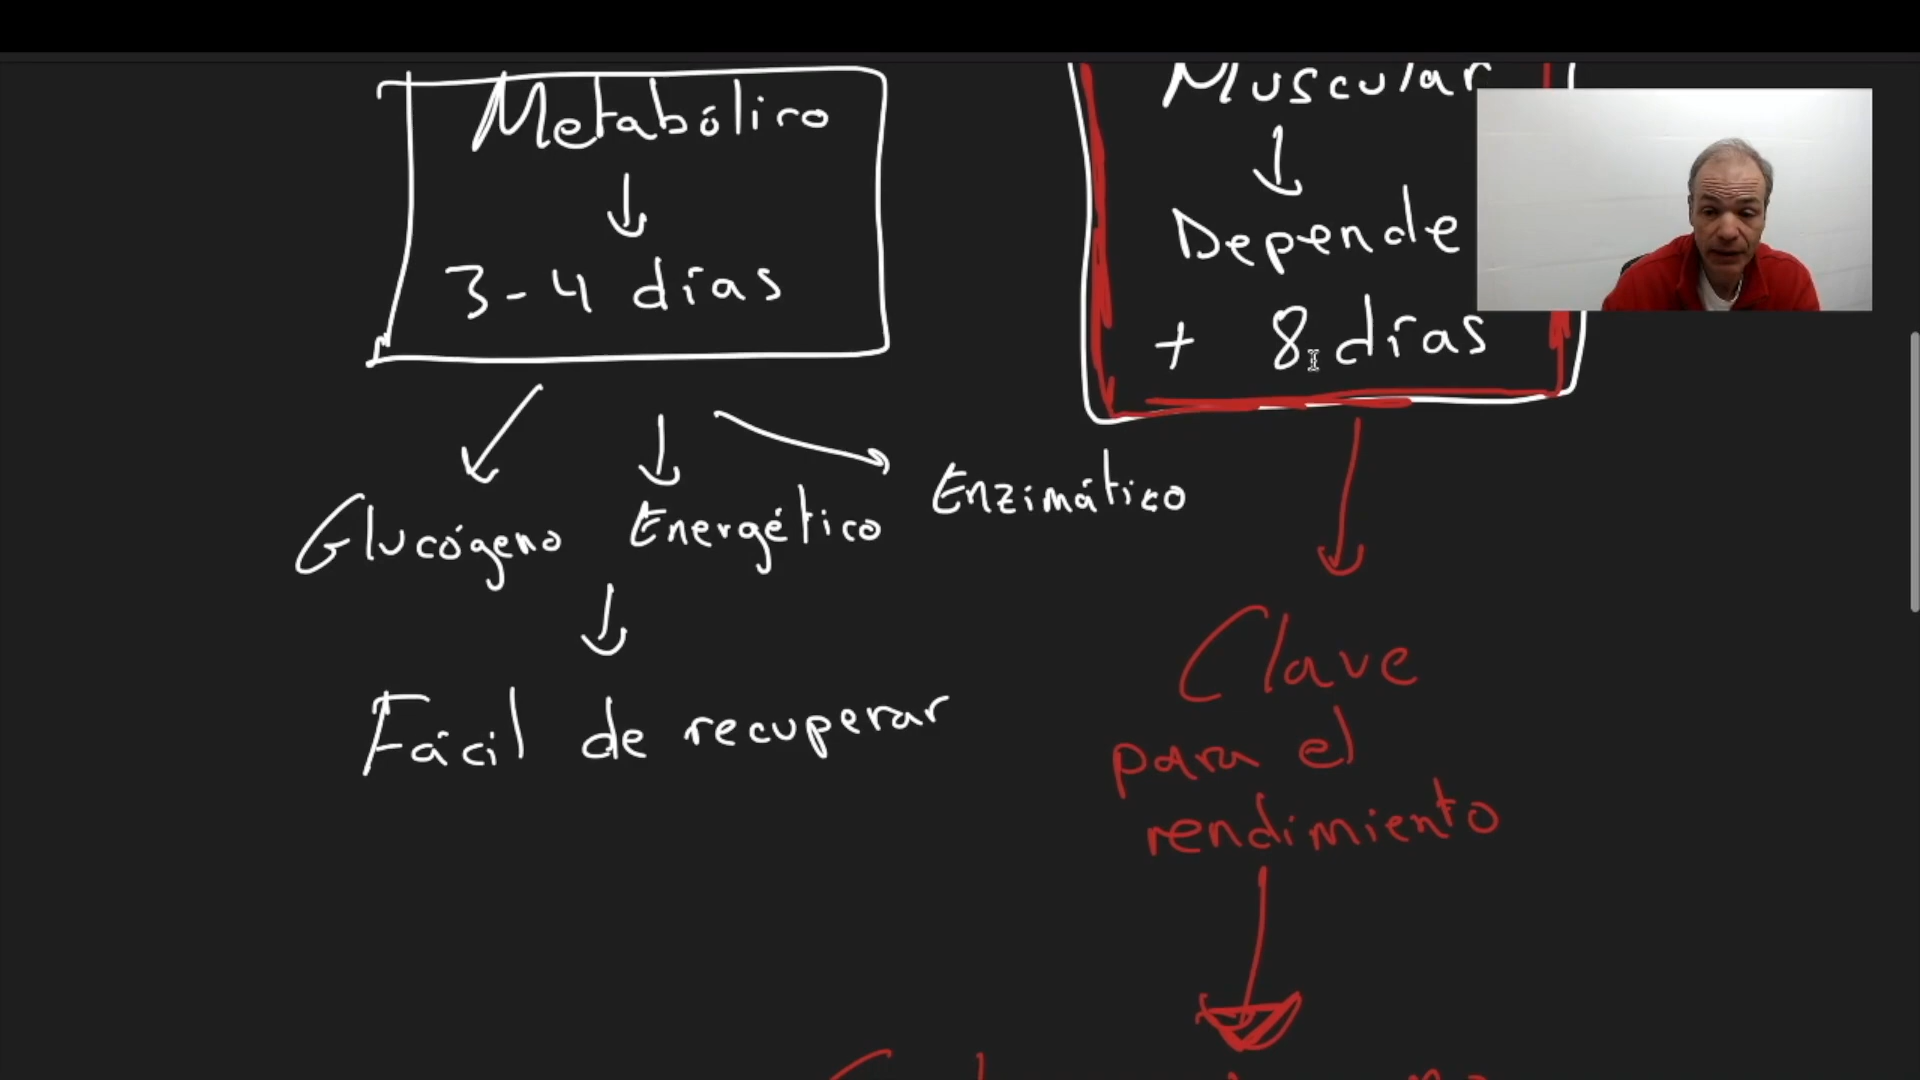 Metabólico
3-4 días
Glucógeno
Energético
Enzimático
Fácil de recuperar
Muscular
Depende
+ 8 días
Clave
para el
rendimiento